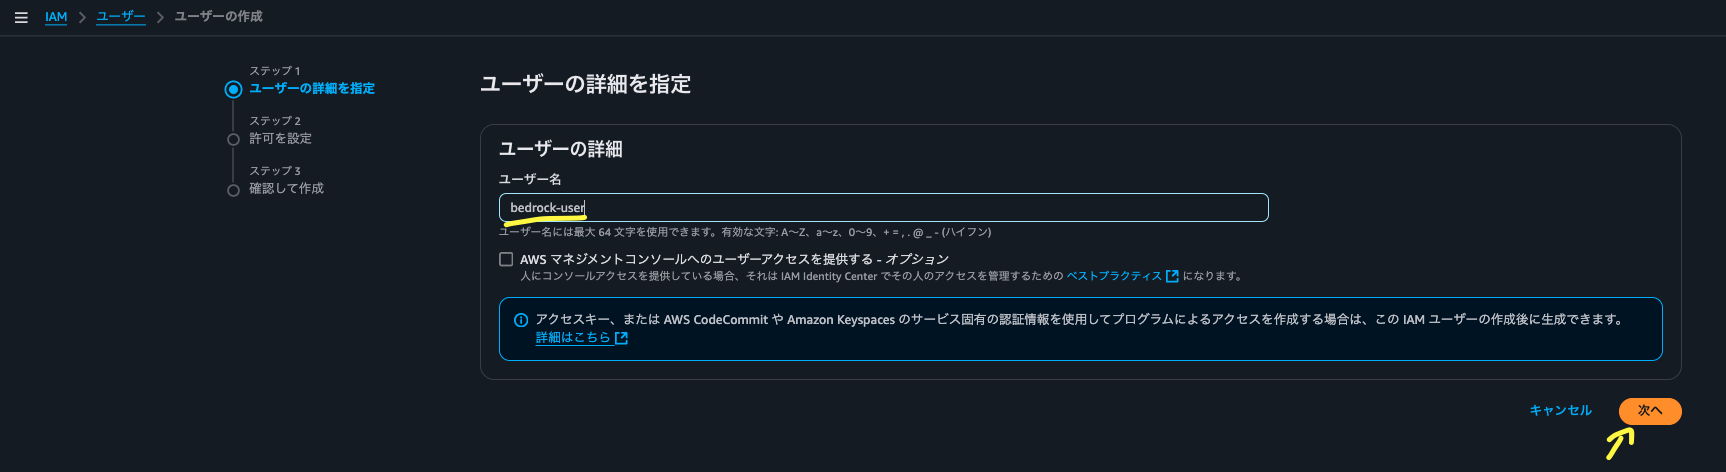 IAM > ユーザー > ユーザーの作成
ステップ 1
ユーザーの詳細を指定
ステップ 2
許可を設定
ステップ 3
確認して作成
ユーザーの詳細を指定
ユーザーの詳細
ユーザー名
bedrock-user
ユーザー名には最大 64 文字を使用できます。有効な文字: A～Z、a～z、0～9、+ = , . @ _ - (ハイフン)
AWS マネジメントコンソールへのユーザーアクセスを提供する - オプション
人にコンソールアクセスを提供している場合、それは IAM Identity Center でその人のアクセスを管理するための ベストプラクティス になります。
アクセスキー、または AWS CodeCommit や Amazon Keyspaces のサービス固有の認証情報を使用してプログラムによるアクセスを作成する場合は、この IAM ユーザーの作成後に生成できます。
詳細はこちら
キャンセル 次へ